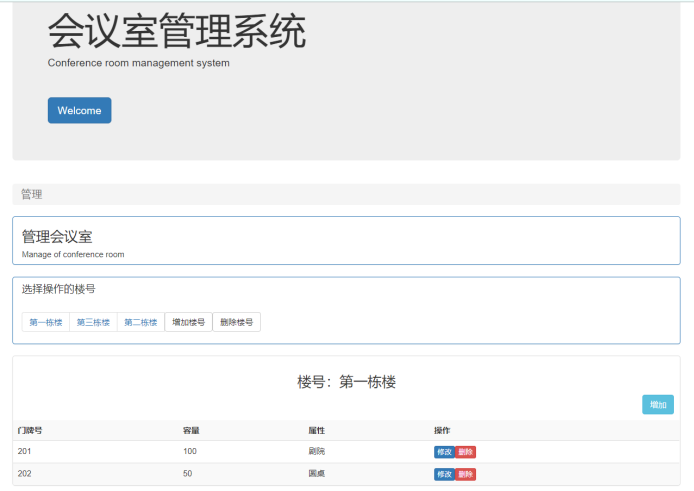 会议室管理系统
Conference room management system
Welcome
管理
管理会议室
Manage of conference room
选择操作的楼号
第一栋楼 第三栋楼 第二栋楼 增加楼号 删除楼号
楼号：第一栋楼
增加
门牌号 容量 属性 操作
201 100 剧院 修改 删除
202 50 圆桌 修改 删除